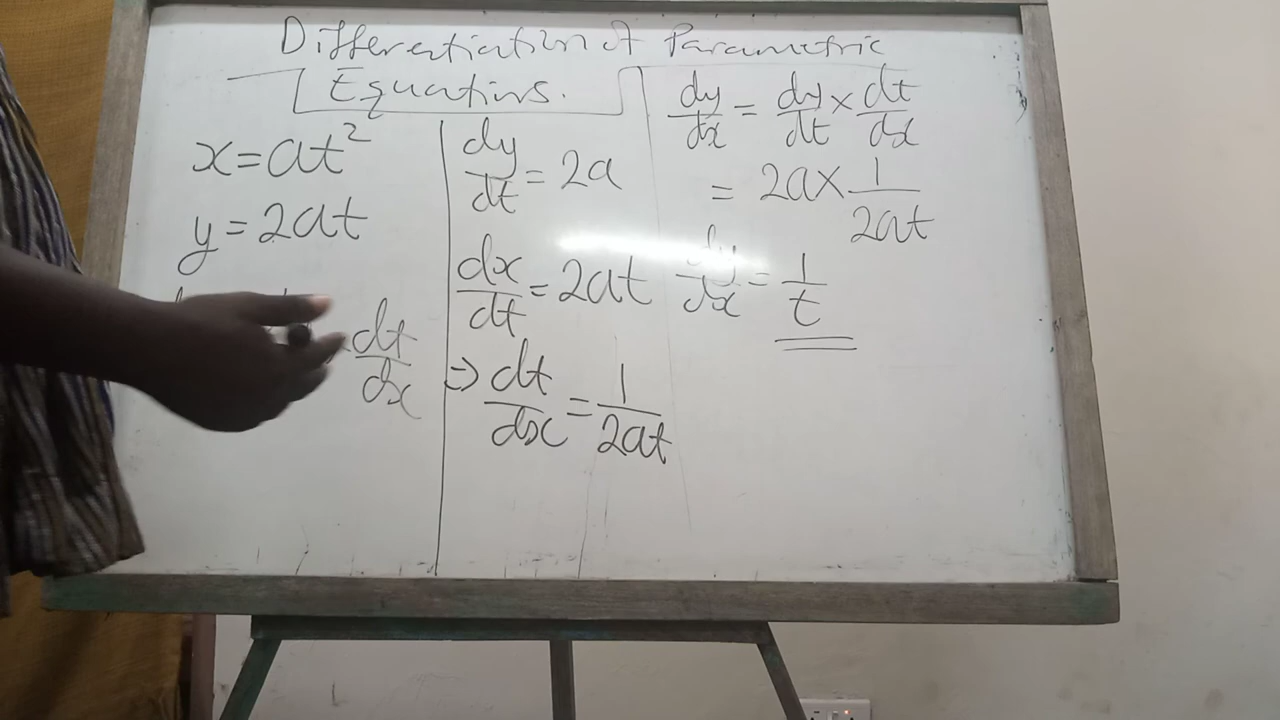 Differentiation of Parametric
Equations.
x = at²
y = 2at
dt/dx
dy/dt = 2a
dx/dt = 2at
⇒ dt/dx = 1/2at
dy/dx = dy/dt × dt/dx
= 2a × 1/2at
dy/dx = 1/t